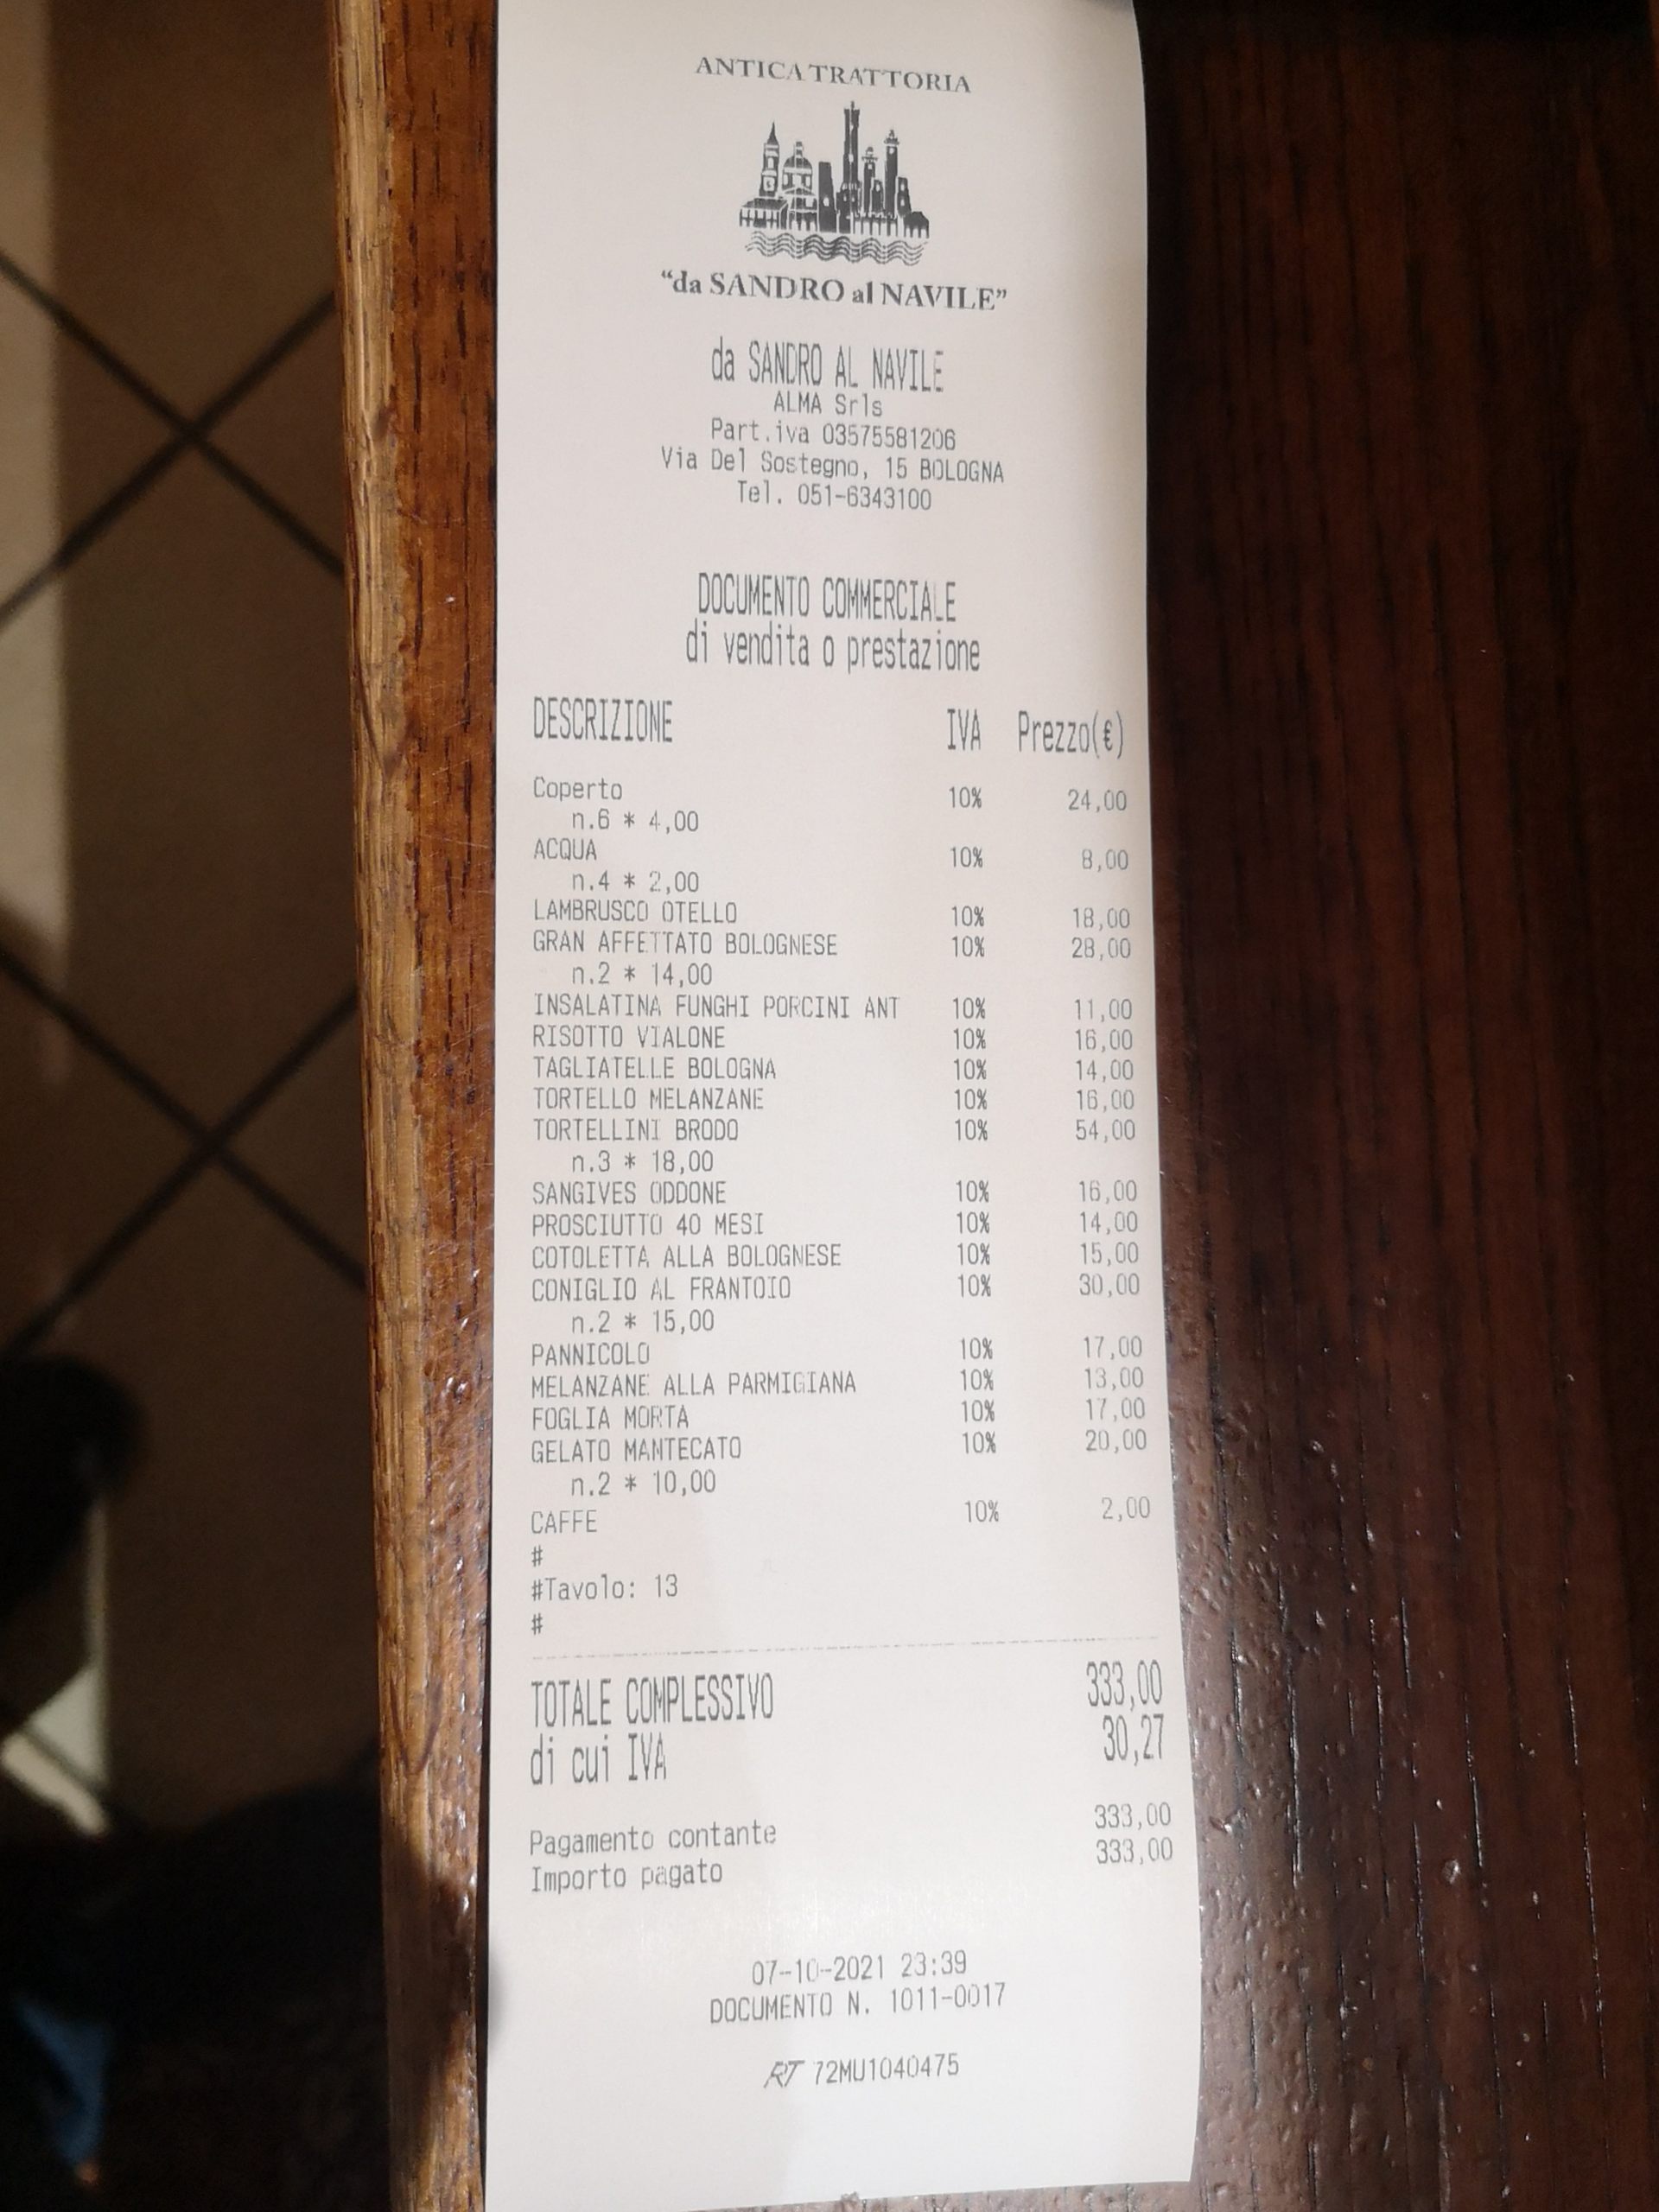 ANTICA TRATTORIA
“da SANDRO al NAVILE”
da SANDRO AL NAVILE
ALMA Srls
Part.iva 03575581206
Via Del Sostegno, 15 BOLOGNA
Tel. 051-6343100
DOCUMENTO COMMERCIALE
di vendita o prestazione
DESCRIZIONE IVA Prezzo(€)
Coperto 10% 24,00
n.6 * 4,00
ACQUA 10% 8,00
n.4 * 2,00
LAMBRUSCO OTELLO 10% 18,00
GRAN AFFETTATO BOLOGNESE 10% 28,00
n.2 * 14,00
INSALATINA FUNGHI PORCINI ANT 10% 11,00
RISOTTO VIALONE 10% 16,00
TAGLIATELLE BOLOGNA 10% 14,00
TORTELLO MELANZANE 10% 16,00
TORTELLINI BRODO 10% 54,00
n.3 * 18,00
SANGIVES ODDONE 10% 16,00
PROSCIUTTO 40 MESI 10% 14,00
COTOLETTA ALLA BOLOGNESE 10% 15,00
CONIGLIO AL FRANTOIO 10% 30,00
n.2 * 15,00
PANNICOLO 10% 17,00
MELANZANE ALLA PARMIGIANA 10% 13,00
FOGLIA MORTA 10% 17,00
GELATO MANTECATO 10% 20,00
n.2 * 10,00
CAFFE 10% 2,00
#
#Tavolo: 13
#
TOTALE COMPLESSIVO 333,00
di cui IVA 30,27
Pagamento contante 333,00
Importo pagato 333,00
07-10-2021 23:39
DOCUMENTO N. 1011-0017
RT 72MU1040475